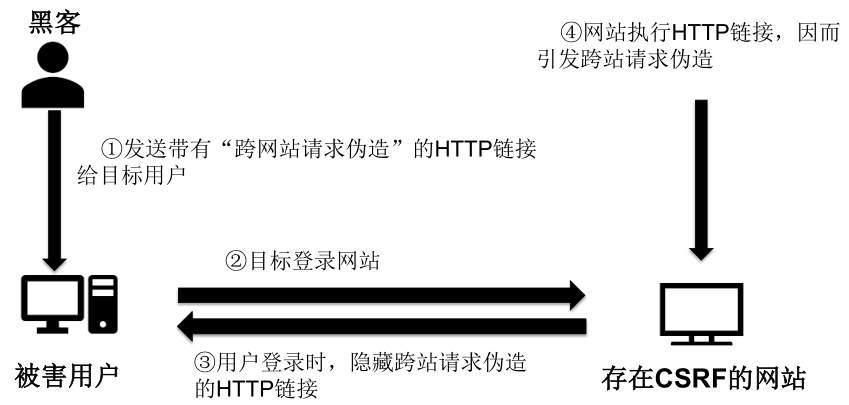 黑客
④网站执行HTTP链接，因而
引发跨站请求伪造
①发送带有“跨网站请求伪造”的HTTP链接
给目标用户
②目标登录网站
③用户登录时，隐藏跨站请求伪造
的HTTP链接
被害用户
存在CSRF的网站